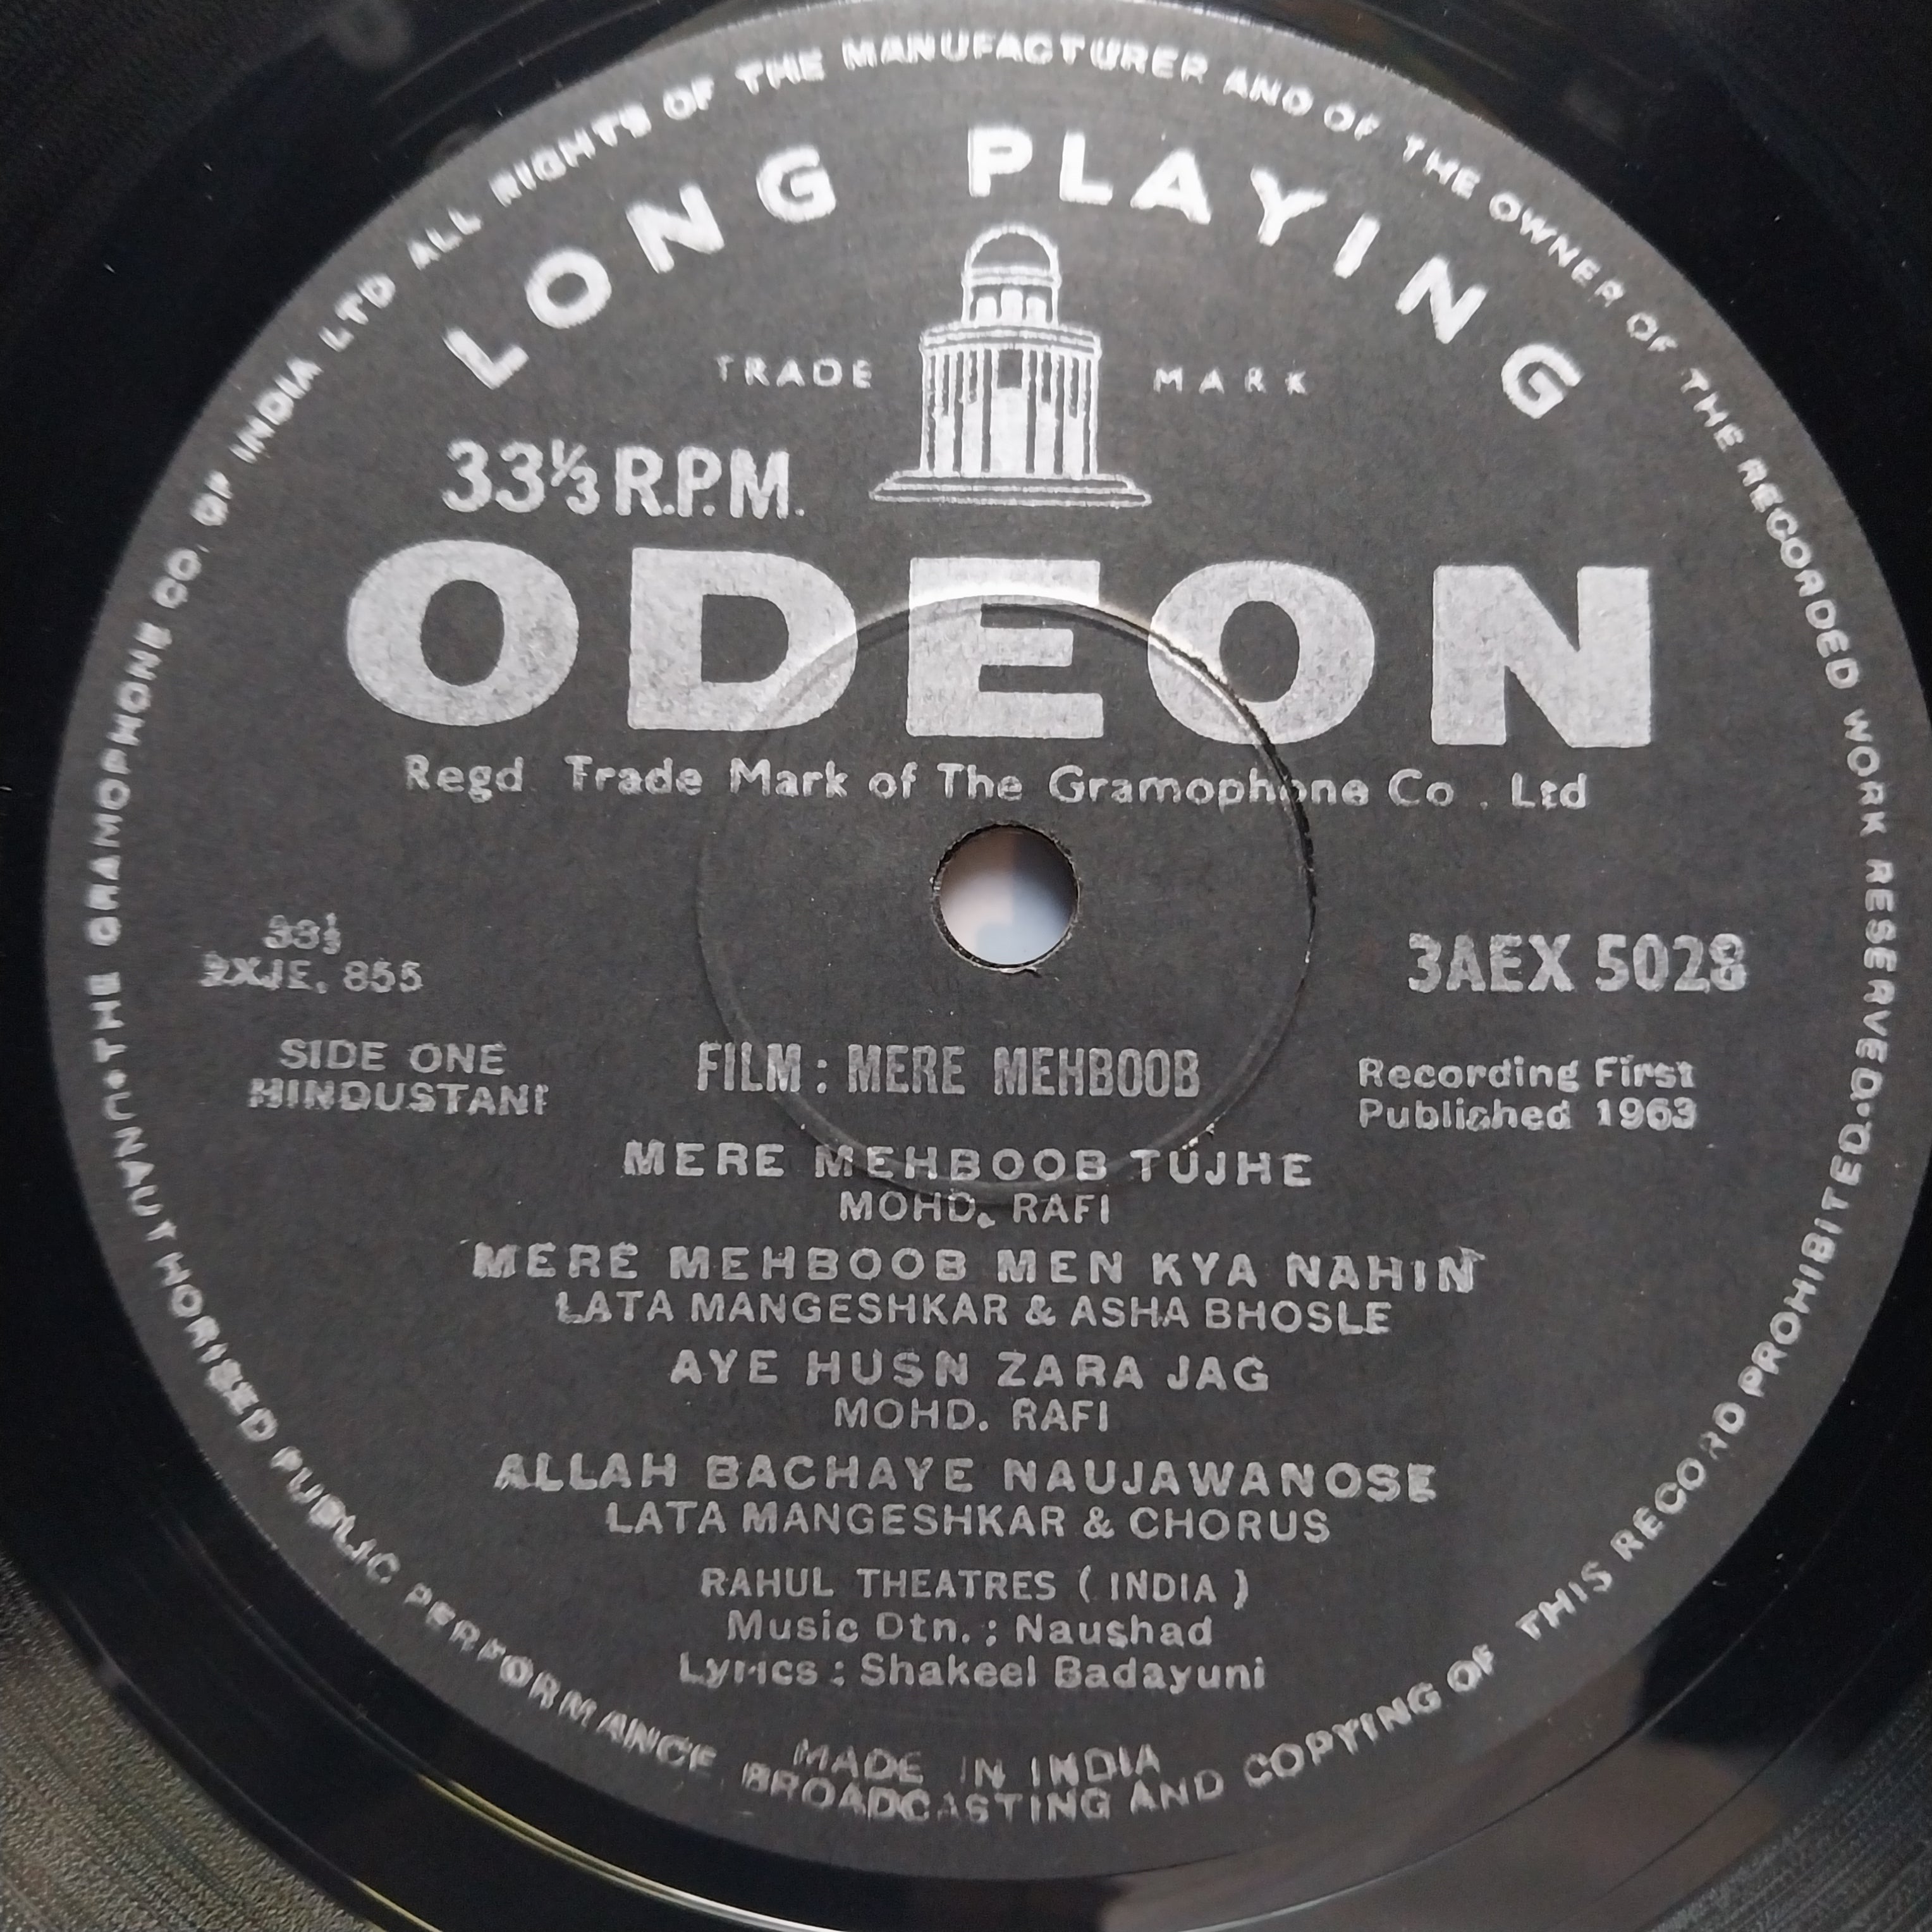 THE GRAMOPHONE CO. OF INDIA LTD ALL RIGHTS OF THE MANUFACTURER AND OF THE OWNER OF THE RECORDED WORK RESERVED
UNAUTHORISED PUBLIC PERFORMANCE BROADCASTING AND COPYING OF THIS RECORD PROHIBITED
LONG PLAYING
TRADE MARK
33⅓ R.P.M.
ODEON
Regd Trade Mark of The Gramophone Co . Ltd
33⅓
2XJE. 855
3AEX 5028
SIDE ONE
HINDUSTANI
FILM : MERE MEHBOOB
Recording First
Published 1963
MERE MEHBOOB TUJHE
MOHD. RAFI
MERE MEHBOOB MEN KYA NAHIN
LATA MANGESHKAR & ASHA BHOSLE
AYE HUSN ZARA JAG
MOHD. RAFI
ALLAH BACHAYE NAUJAWANOSE
LATA MANGESHKAR & CHORUS
RAHUL THEATRES ( INDIA )
Music Dtn. : Naushad
Lyrics : Shakeel Badayuni
MADE IN INDIA